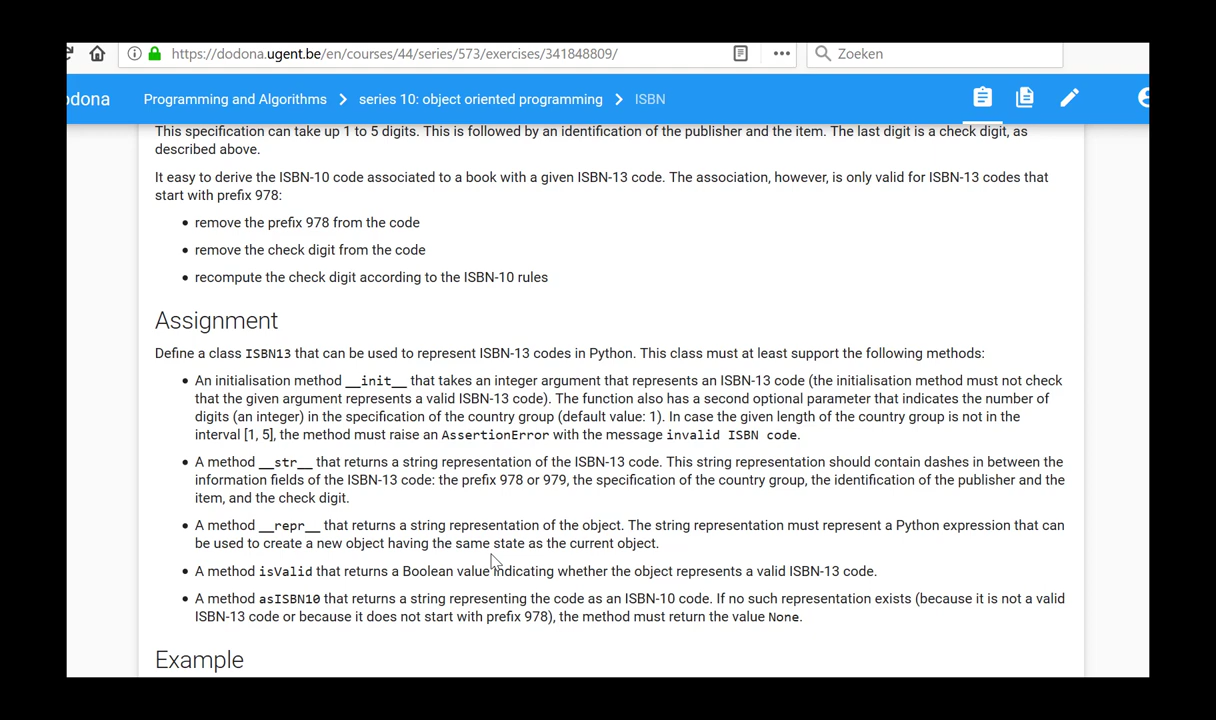 https://dodona.ugent.be/en/courses/44/series/573/exercises/341848809/
Zoeken
dodona
Programming and Algorithms
series 10: object oriented programming
ISBN
This specification can take up 1 to 5 digits. This is followed by an identification of the publisher and the item. The last digit is a check digit, as
described above.
It easy to derive the ISBN-10 code associated to a book with a given ISBN-13 code. The association, however, is only valid for ISBN-13 codes that
start with prefix 978:
• remove the prefix 978 from the code
• remove the check digit from the code
• recompute the check digit according to the ISBN-10 rules
Assignment
Define a class ISBN13 that can be used to represent ISBN-13 codes in Python. This class must at least support the following methods:
• An initialisation method __init__ that takes an integer argument that represents an ISBN-13 code (the initialisation method must not check
that the given argument represents a valid ISBN-13 code). The function also has a second optional parameter that indicates the number of
digits (an integer) in the specification of the country group (default value: 1). In case the given length of the country group is not in the
interval [1, 5], the method must raise an AssertionError with the message invalid ISBN code.
• A method __str__ that returns a string representation of the ISBN-13 code. This string representation should contain dashes in between the
information fields of the ISBN-13 code: the prefix 978 or 979, the specification of the country group, the identification of the publisher and the
item, and the check digit.
• A method __repr__ that returns a string representation of the object. The string representation must represent a Python expression that can
be used to create a new object having the same state as the current object.
• A method isValid that returns a Boolean value indicating whether the object represents a valid ISBN-13 code.
• A method asISBN10 that returns a string representing the code as an ISBN-10 code. If no such representation exists (because it is not a valid
ISBN-13 code or because it does not start with prefix 978), the method must return the value None.
Example